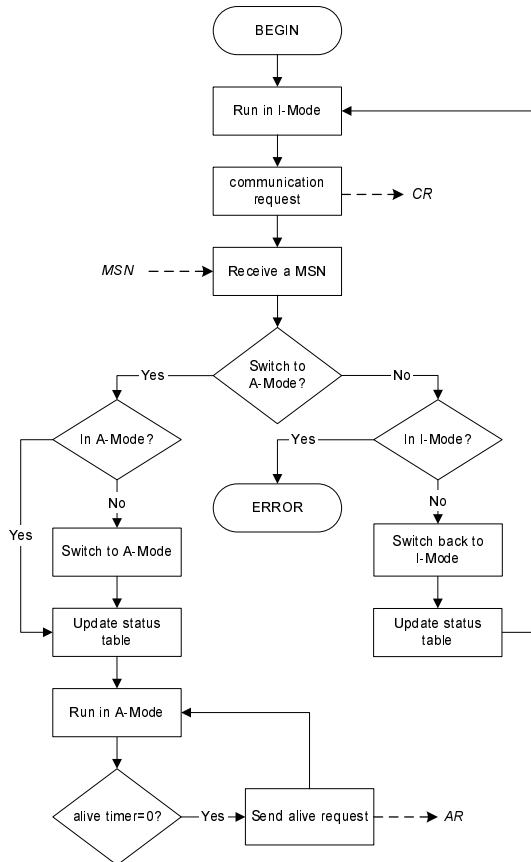 BEGIN
Run in I-Mode
communication
request
CR
MSN
Receive a MSN
Switch to
A-Mode?
Yes
No
In A-Mode?
Yes
In I-Mode?
No
ERROR
No
Yes
Switch to A-Mode
Switch back to
I-Mode
Update status
table
Update status
table
Run in A-Mode
alive timer=0?
Yes
Send alive request
AR